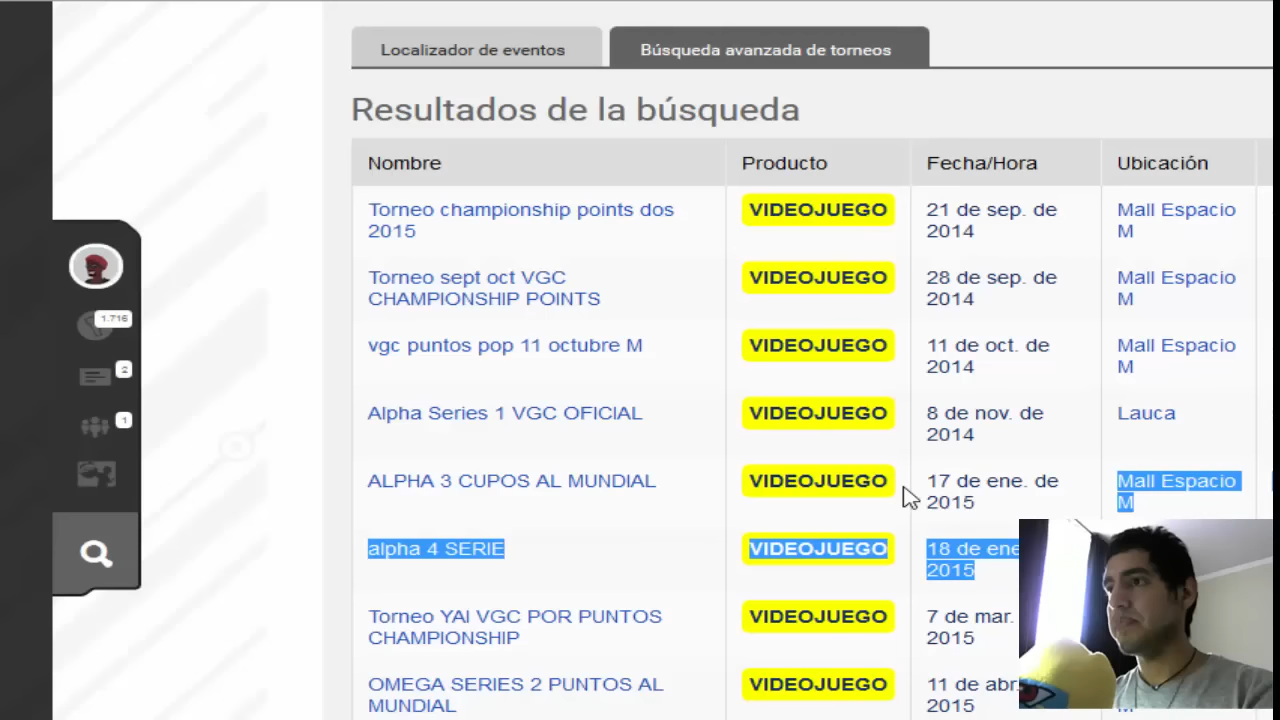 Localizador de eventos
Búsqueda avanzada de torneos
Resultados de la búsqueda
Nombre
Producto
Fecha/Hora
Ubicación
Torneo championship points dos
2015
VIDEOJUEGO
21 de sep. de
2014
Mall Espacio
M
Torneo sept oct VGC
CHAMPIONSHIP POINTS
VIDEOJUEGO
28 de sep. de
2014
Mall Espacio
M
vgc puntos pop 11 octubre M
VIDEOJUEGO
11 de oct. de
2014
Mall Espacio
M
Alpha Series 1 VGC OFICIAL
VIDEOJUEGO
8 de nov. de
2014
Lauca
ALPHA 3 CUPOS AL MUNDIAL
VIDEOJUEGO
17 de ene. de
2015
Mall Espacio
M
alpha 4 SERIE
VIDEOJUEGO
18 de ene
2015
Torneo YAI VGC POR PUNTOS
CHAMPIONSHIP
VIDEOJUEGO
7 de mar.
2015
OMEGA SERIES 2 PUNTOS AL
MUNDIAL
VIDEOJUEGO
11 de abr
2015
1.716
2
1